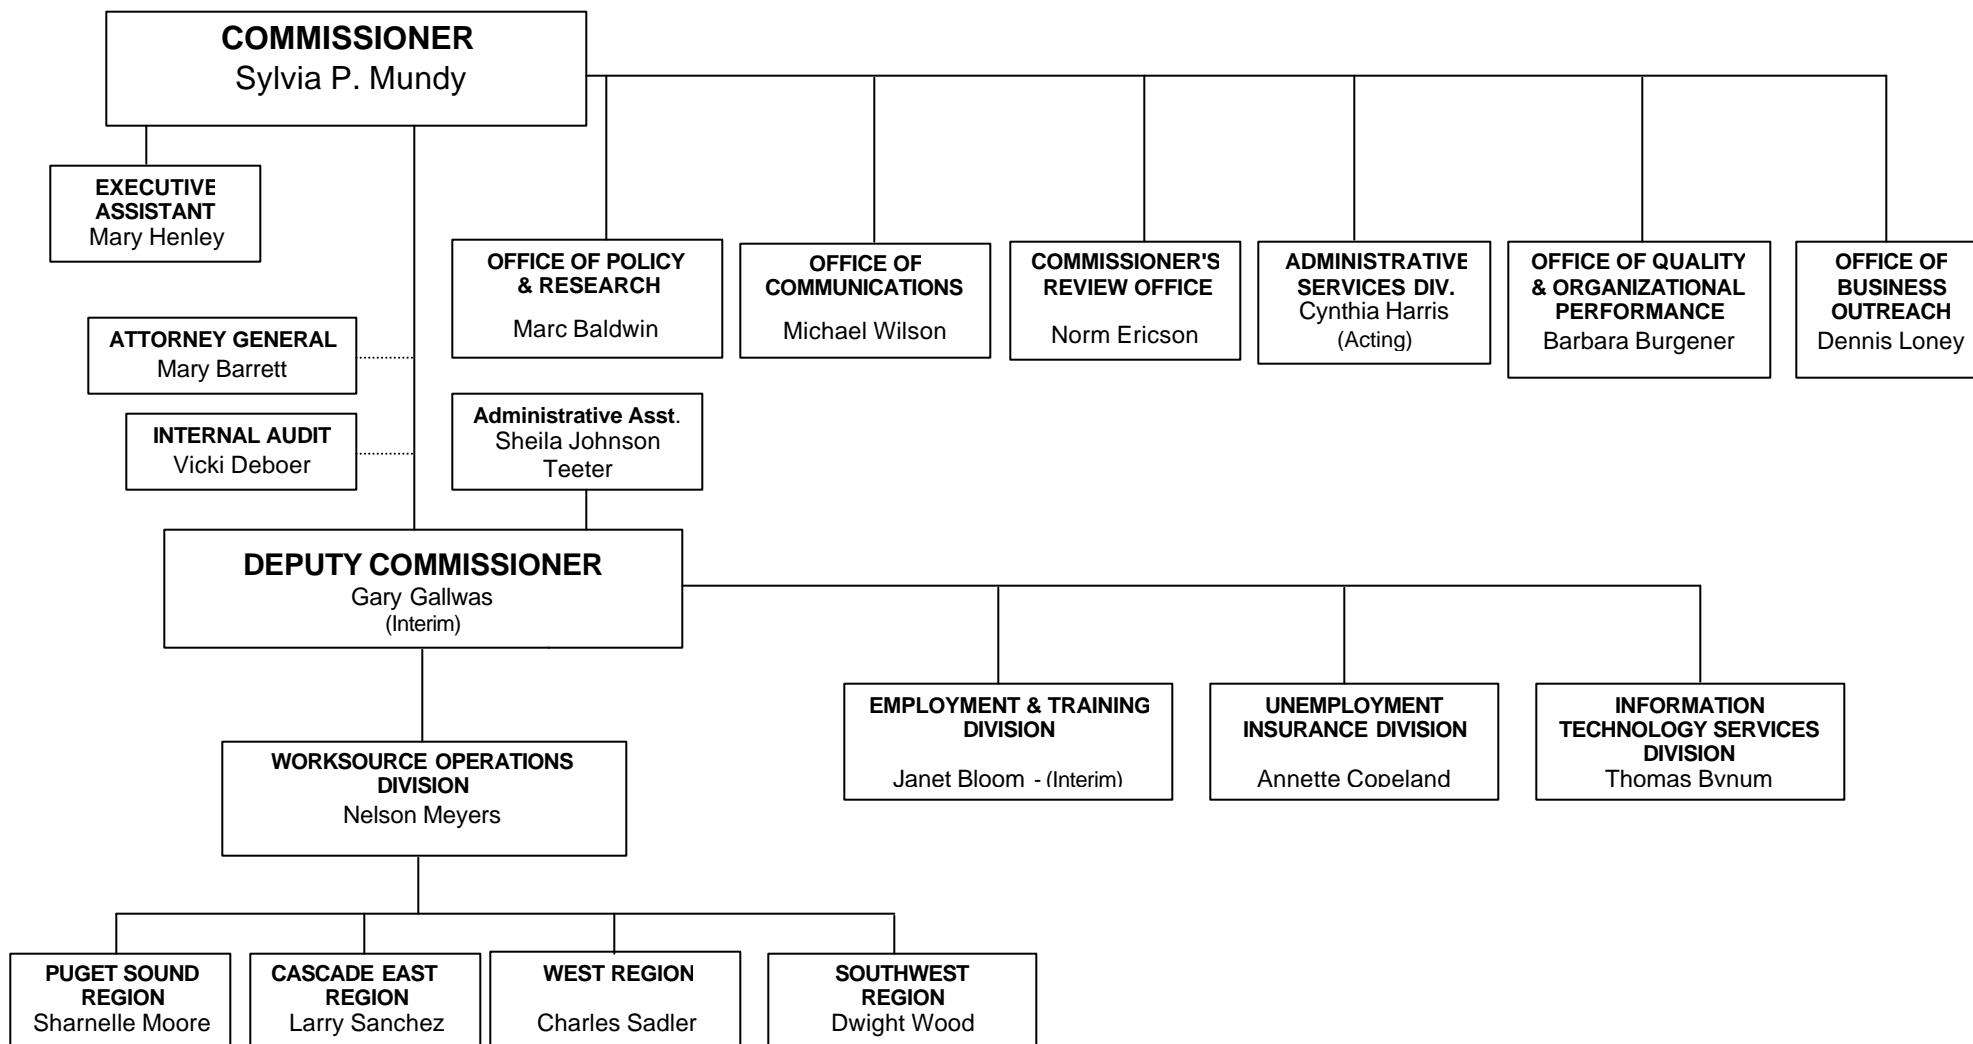 COMMISSIONER
Sylvia P. Mundy
EXECUTIVE
ASSISTANT
Mary Henley
OFFICE OF POLICY
& RESEARCH
Marc Baldwin
OFFICE OF
COMMUNICATIONS
Michael Wilson
COMMISSIONER'S
REVIEW OFFICE
Norm Ericson
ADMINISTRATIVE
SERVICES DIV.
Cynthia Harris
(Acting)
OFFICE OF QUALITY
& ORGANIZATIONAL
PERFORMANCE
Barbara Burgener
OFFICE OF
BUSINESS
OUTREACH
Dennis Loney
ATTORNEY GENERAL
Mary Barrett
INTERNAL AUDIT
Vicki Deboer
Administrative Asst.
Sheila Johnson
Teeter
DEPUTY COMMISSIONER
Gary Gallwas
(Interim)
EMPLOYMENT & TRAINING
DIVISION
Janet Bloom - (Interim)
UNEMPLOYMENT
INSURANCE DIVISION
Annette Copeland
INFORMATION
TECHNOLOGY SERVICES
DIVISION
Thomas Bynum
WORKSOURCE OPERATIONS
DIVISION
Nelson Meyers
PUGET SOUND
REGION
Sharnelle Moore
CASCADE EAST
REGION
Larry Sanchez
WEST REGION
Charles Sadler
SOUTHWEST
REGION
Dwight Wood